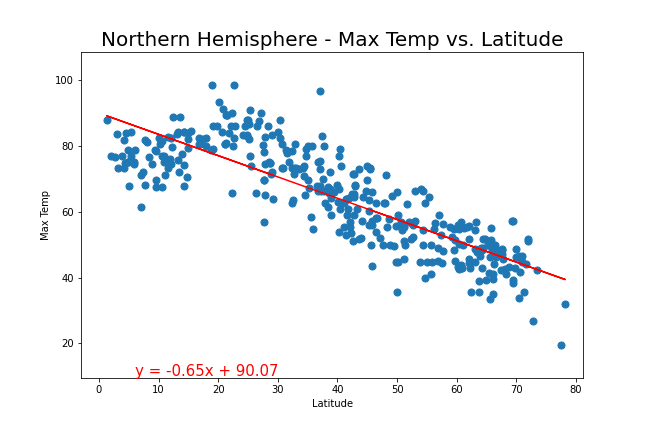 Northern Hemisphere - Max Temp vs. Latitude
100
80
60
40
20
Max Temp
y = -0.65x + 90.07
0 10 20 30 40 50 60 70 80
Latitude